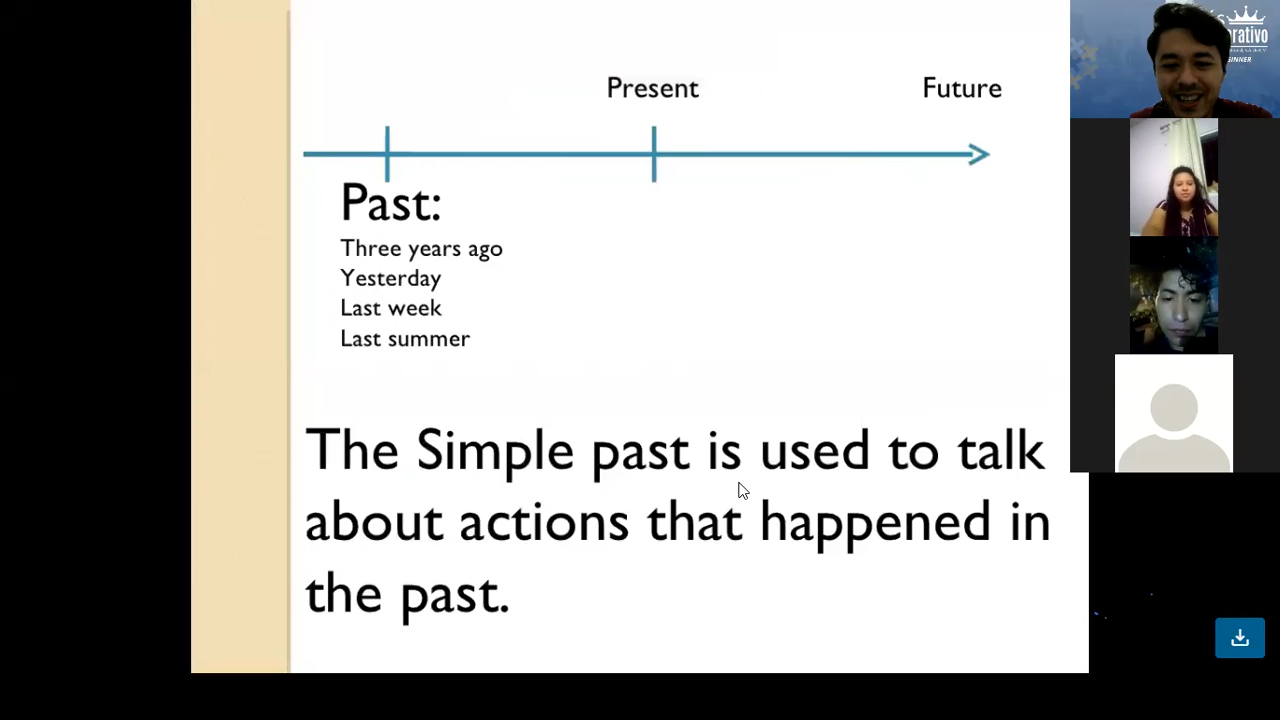 Present Future
Past:
Three years ago
Yesterday
Last week
Last summer
The Simple past is used to talk
about actions that happened in
the past.